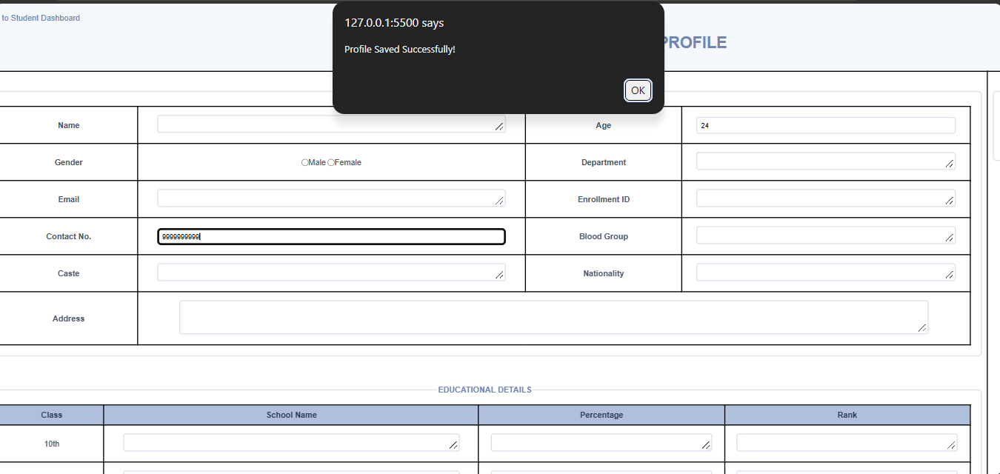 to Student Dashboard
127.0.0.1:5500 says
Profile Saved Successfully!
OK
PROFILE
Name
Age
24
Gender
Male Female
Department
Email
Enrollment ID
Contact No.
9999999999
Blood Group
Caste
Nationality
Address
EDUCATIONAL DETAILS
Class
School Name
Percentage
Rank
10th